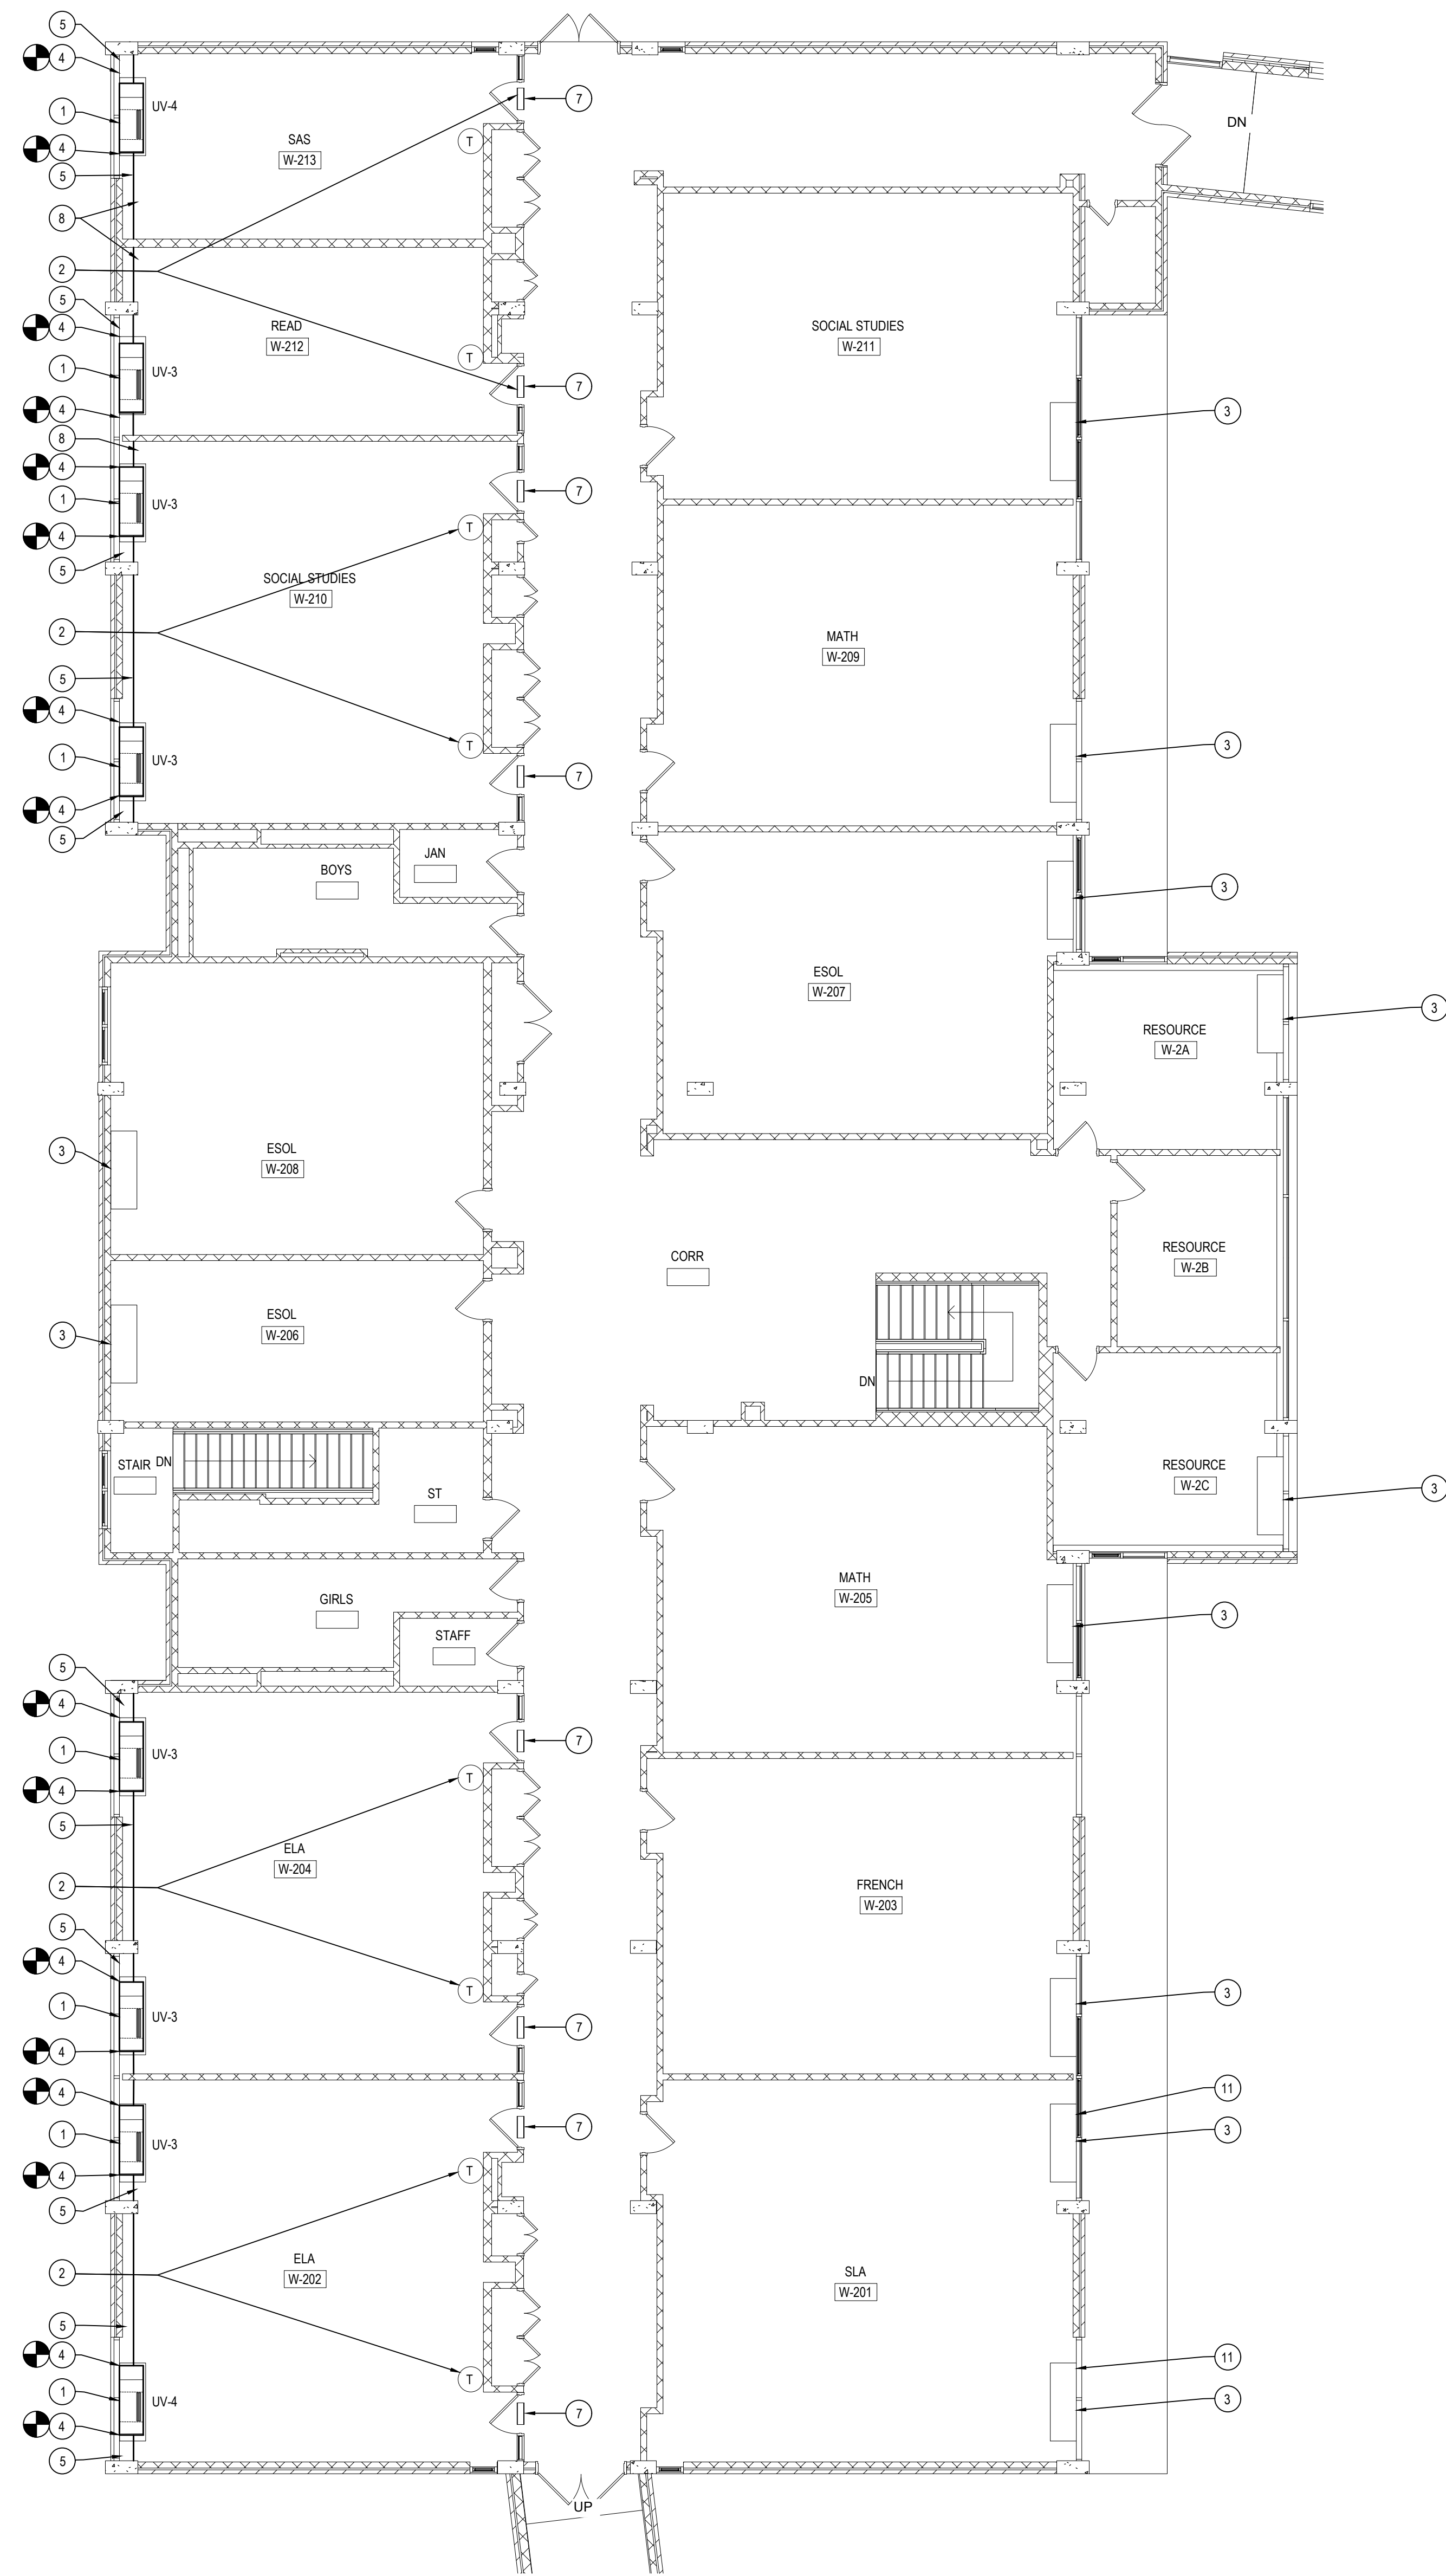 5
4
1
UV-4
7
SAS
W-213
T
DN
4
5
8
2
5
4
READ
W-212
SOCIAL STUDIES
W-211
T
1
UV-3
7
4
3
8
4
1
UV-3
7
4
T
5
SOCIAL STUDIES
W-210
2
MATH
W-209
5
4
T
3
1
UV-3
7
4
5
JAN
BOYS
3
ESOL
W-207
3
RESOURCE
W-2A
3
ESOL
W-208
CORR
RESOURCE
W-2B
3
ESOL
W-206
DN
STAIR
DN
RESOURCE
W-2C
ST
3
MATH
W-205
GIRLS
3
STAFF
5
4
7
1
UV-3
T
4
5
ELA
W-204
2
FRENCH
W-203
5
4
T
3
1
UV-3
7
4
4
11
7
1
UV-3
3
4
T
5
ELA
W-202
2
SLA
W-201
5
4
11
T
1
UV-4
3
7
4
5
UP